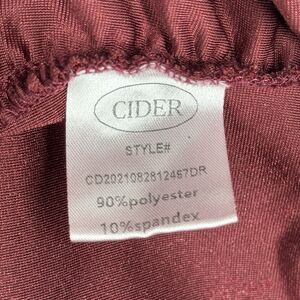 CIDER
STYLE#
CD2021082812467DR
90%polyester
10%spandex